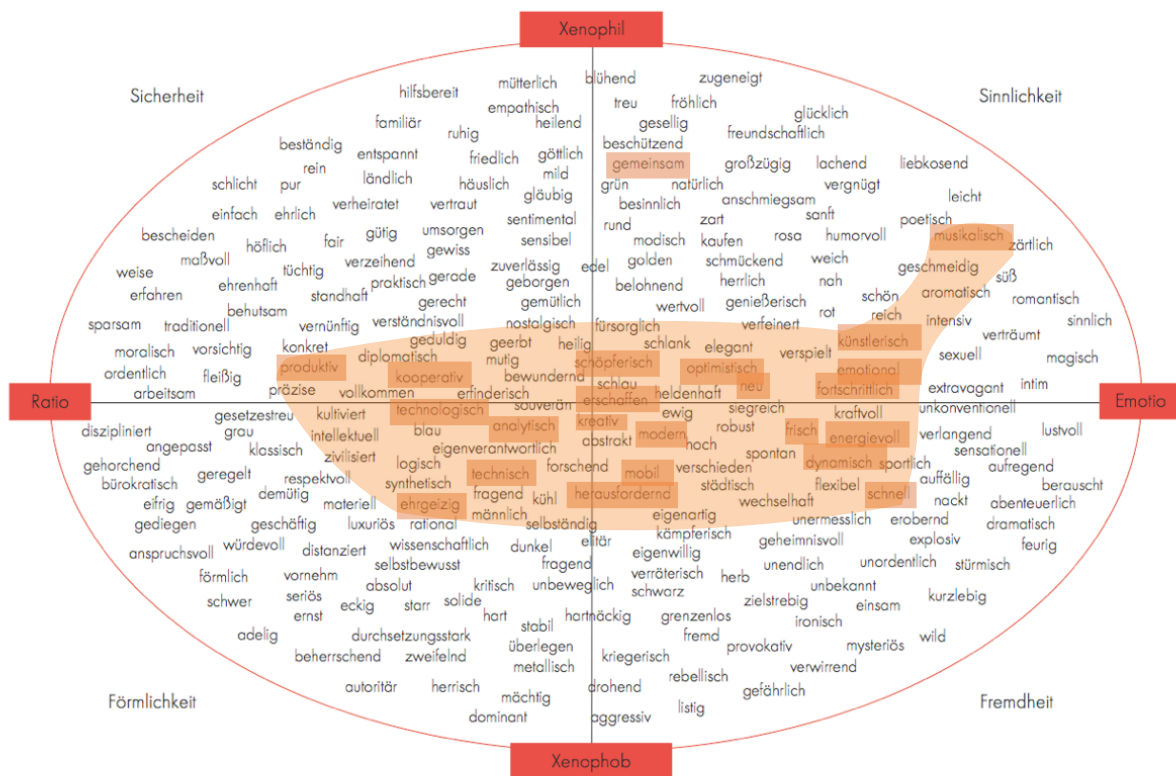 Xenophil
Sicherheit
Sinnlichkeit
blühend
zugeneigt
mütterlich
hilfsbereit
empathisch
treu
fröhlich
glücklich
familiär
heilend
gesellig
ruhig
freundschaftlich
beständig
beschützend
entspannt
friedlich
göttlich
gemeinsam
großzügig
lachend
liebkosend
rein
mild
schlicht
pur
ländlich
häuslich
grün
natürlich
vergnügt
gläubig
leicht
verheiratet
vertraut
besinnlich
anschmiegsam
einfach
ehrlich
sentimental
rund
zart
sanft
poetisch
bescheiden
höflich
fair
gütig
umsorgen
sensibel
modisch
kaufen
rosa
humorvoll
musikalisch
zärtlich
maßvoll
verzeihend
gewiss
golden
schmückend
weich
geschmeidig
weise
tüchtig
gerade
zuverlässig
edel
süß
erfahren
ehrenhaft
praktisch
geborgen
belohnend
herrlich
nah
standhaft
aromatisch
romantisch
behutsam
gerecht
gemütlich
wertvoll
genießerisch
schön
sparsam
traditionell
vernünftig
verständnisvoll
nostalgisch
fürsorglich
verfeinert
rot
reich
intensiv
sinnlich
konkret
geduldig
geerbt
heilig
schlank
elegant
künstlerisch
verträumt
moralisch
vorsichtig
diplomatisch
mutig
schöpferisch
verspielt
sexuell
magisch
ordentlich
produktiv
kooperativ
bewundernd
optimistisch
emotional
fleißig
schlau
neu
arbeitsam
präzise
vollkommen
erfinderisch
heldenhaft
fortschrittlich
extravagant
intim
Ratio
erschaffen
Emotio
gesetzestreu
kultiviert
technologisch
souverän
ewig
siegreich
kraftvoll
unkonventionell
diszipliniert
grau
intellektuell
blau
analytisch
kreativ
modern
robust
frisch
energievoll
verlangend
lustvoll
angepasst
klassisch
zivilisiert
eigenverantwortlich
abstrakt
noch
spontan
sensationell
gehorchend
geregelt
logisch
technisch
forschend
mobil
verschieden
dynamisch
sportlich
aufregend
bürokratisch
respektvoll
synthetisch
städtisch
flexibel
auffällig
berauscht
eifrig
gemäßigt
demütig
materiell
ehrgeizig
fragend
kühl
herausfordernd
wechselhaft
schnell
nackt
abenteuerlich
gediegen
geschäftig
luxuriös
rational
männlich
selbständig
eigenartig
unermesslich
erobernd
dramatisch
anspruchsvoll
würdevoll
distanziert
wissenschaftlich
dunkel
elitär
kämpferisch
geheimnisvoll
explosiv
feurig
selbstbewusst
fragend
eigenwillig
unendlich
unordentlich
stürmisch
förmlich
vornehm
absolut
kritisch
unbeweglich
verräterisch
herb
unbekannt
schwer
seriös
schwarz
kurzlebig
ernst
eckig
starr
solide
zielstrebig
einsam
hart
hartnäckig
grenzenlos
ironisch
adelig
durchsetzungsstark
stabil
fremd
wild
überlegen
provokativ
mysteriös
beherrschend
zweifelnd
kriegerisch
metallisch
verwirrend
rebellisch
autoritär
herrisch
drohend
gefährlich
Förmlichkeit
mächtig
listig
Fremdheit
dominant
aggressiv
Xenophob